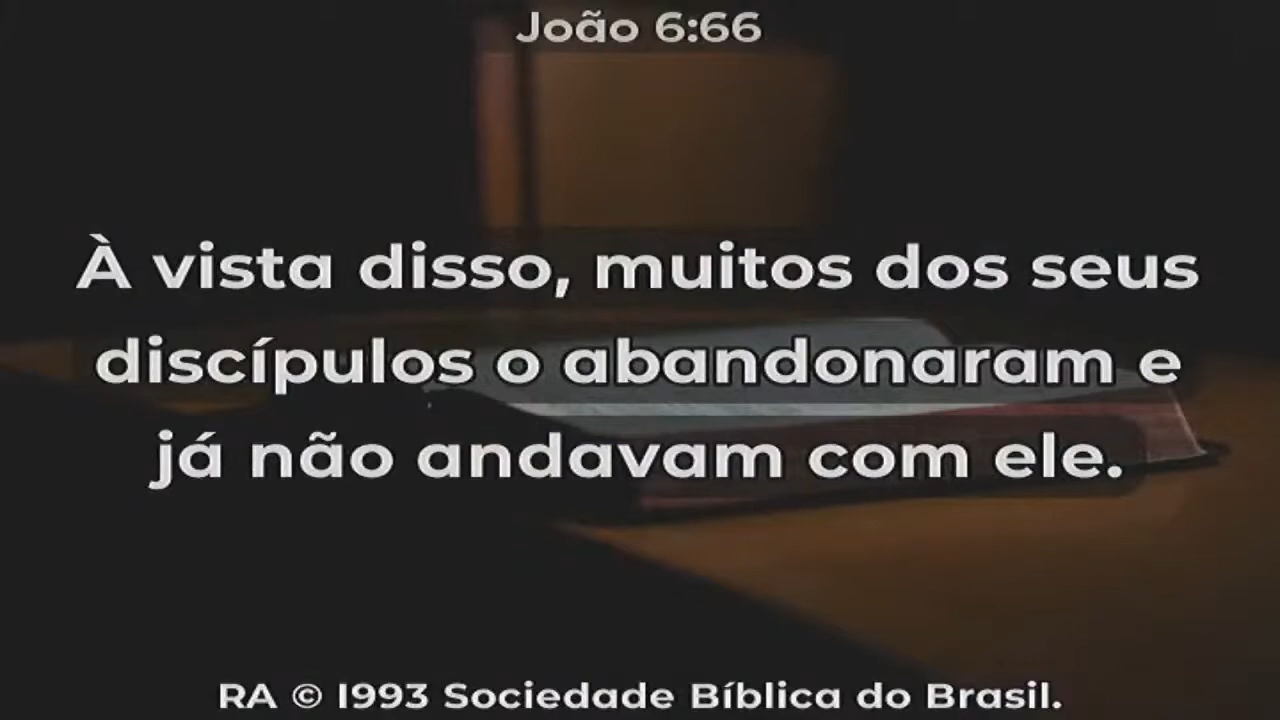 João 6:66
À vista disso, muitos dos seus
discípulos o abandonaram e
já não andavam com ele.
RA © 1993 Sociedade Bíblica do Brasil.